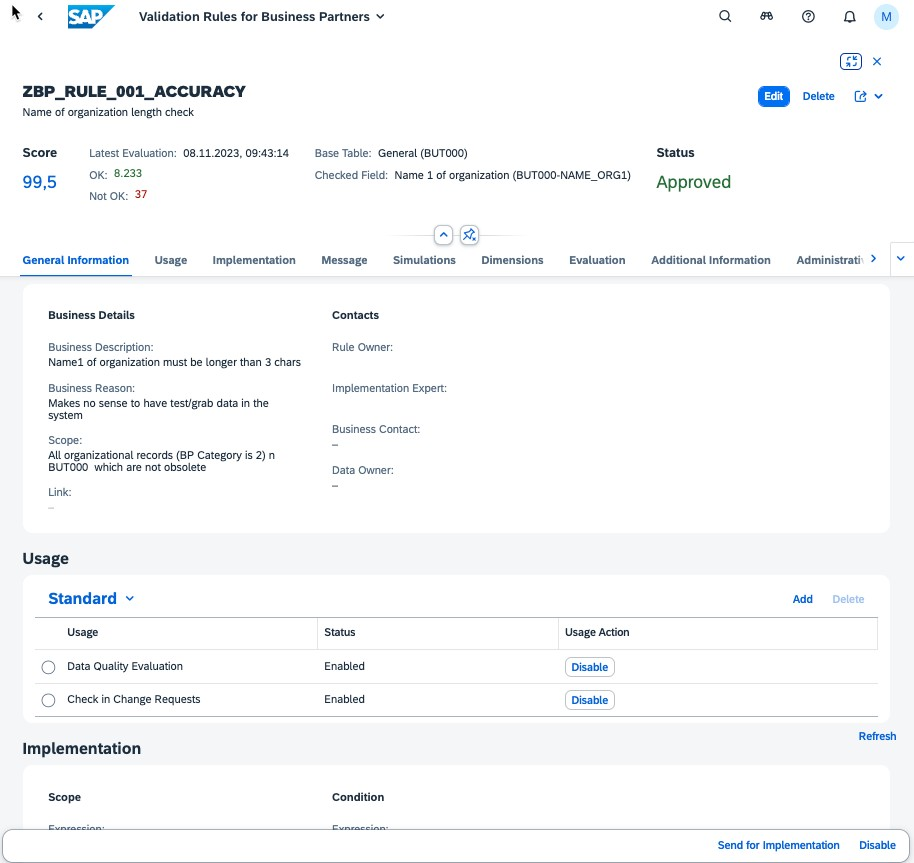 SAP Validation Rules for Business Partners M
ZBP_RULE_001_ACCURACY
Name of organization length check
Edit Delete
Score
99,5
Latest Evaluation: 08.11.2023, 09:43:14
OK: 8.233
Not OK: 37
Base Table: General (BUT000)
Checked Field: Name 1 of organization (BUT000-NAME_ORG1)
Status
Approved
General Information Usage Implementation Message Simulations Dimensions Evaluation Additional Information Administrati
Business Details
Business Description:
Name1 of organization must be longer than 3 chars
Business Reason:
Makes no sense to have test/grab data in the
system
Scope:
All organizational records (BP Category is 2) n
BUT000 which are not obsolete
Link:
–
Contacts
Rule Owner:
Implementation Expert:
Business Contact:
–
Data Owner:
–
Usage
Standard Add Delete
Usage Status Usage Action
Data Quality Evaluation Enabled Disable
Check in Change Requests Enabled Disable
Refresh
Implementation
Scope Condition
Expression: Expression:
Send for Implementation Disable